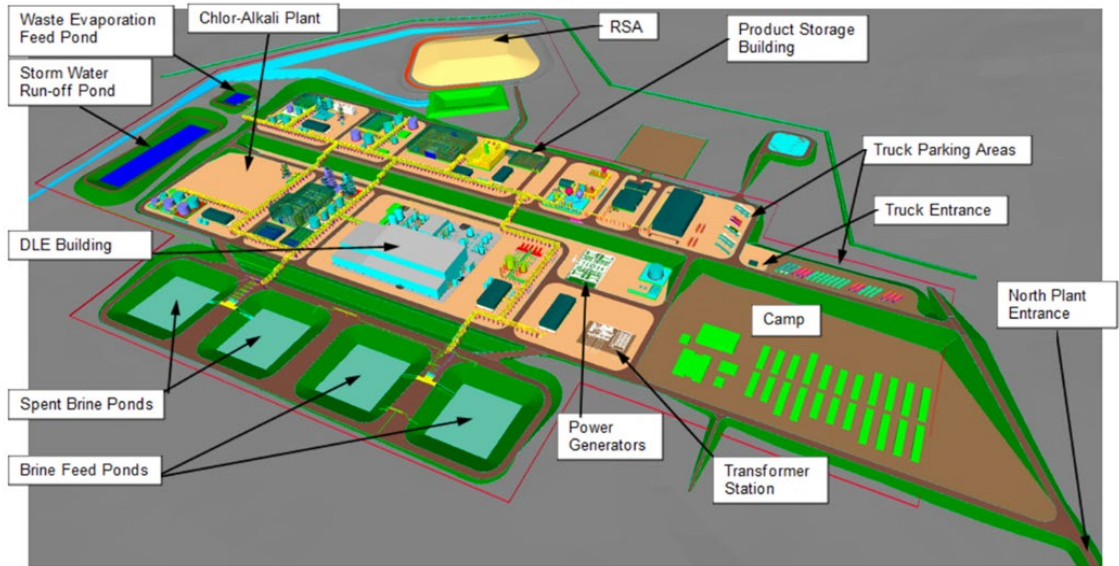 Waste Evaporation
Feed Pond
Chlor-Alkali Plant
RSA
Product Storage
Building
Storm Water
Run-off Pond
Truck Parking Areas
Truck Entrance
DLE Building
North Plant
Entrance
Camp
Spent Brine Ponds
Power
Generators
Brine Feed Ponds
Transformer
Station